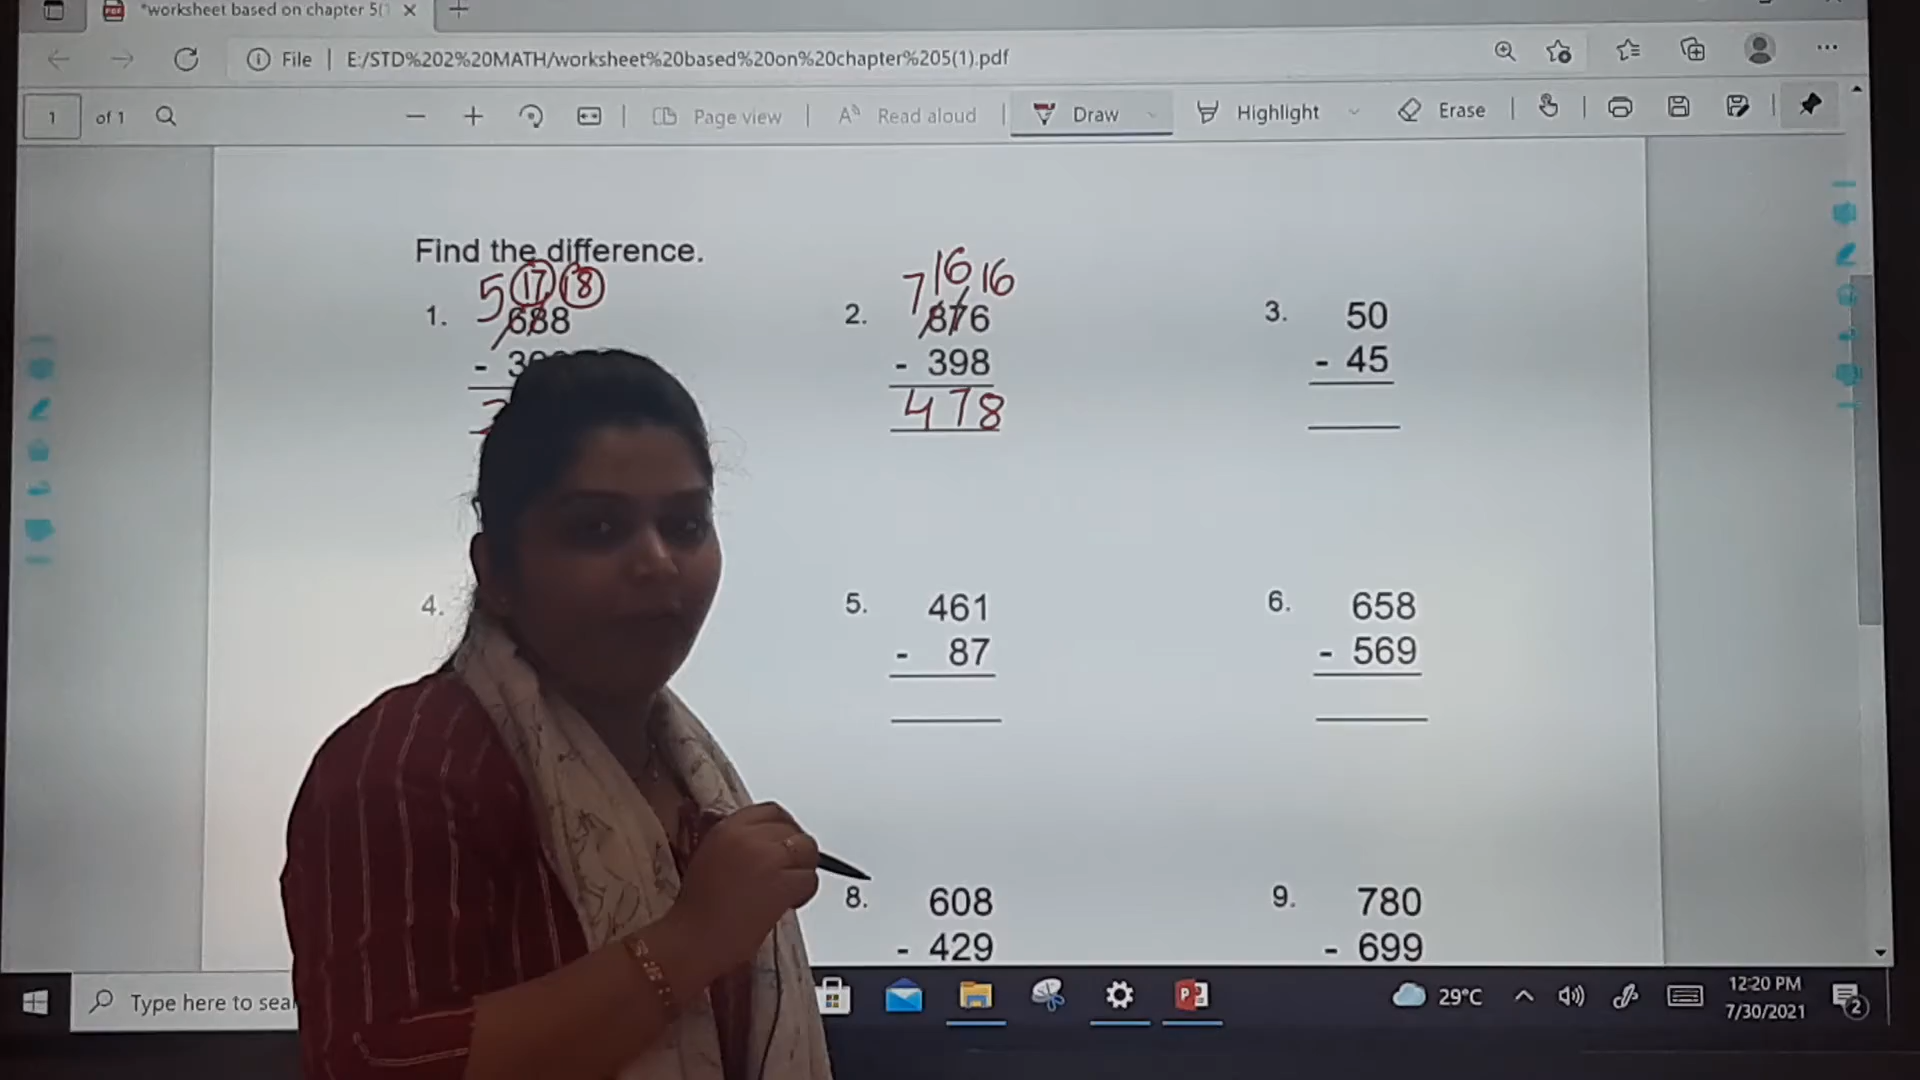 *worksheet based on chapter 5(
File | E:/STD%202%20MATH/worksheet%20based%20on%20chapter%205(1).pdf
1 of 1 Page view Read aloud Draw Highlight Erase
Find the difference.
5 17 18
7 16 16
1. 688 2. 876 3. 50
- 398 - 45
478
4. 5. 461 6. 658
- 87 - 569
8. 608 9. 780
- 429 - 699
Type here to sea
29°C 12:20 PM
7/30/2021 2